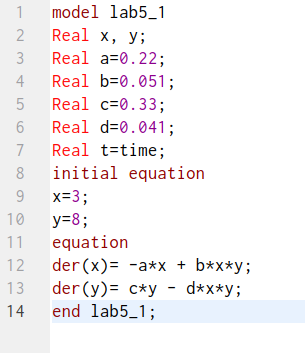 1 model lab5_1
2 Real x, y;
3 Real a=0.22;
4 Real b=0.051;
5 Real c=0.33;
6 Real d=0.041;
7 Real t=time;
8 initial equation
9 x=3;
10 y=8;
11 equation
12 der(x)= -a*x + b*x*y;
13 der(y)= c*y - d*x*y;
14 end lab5_1;